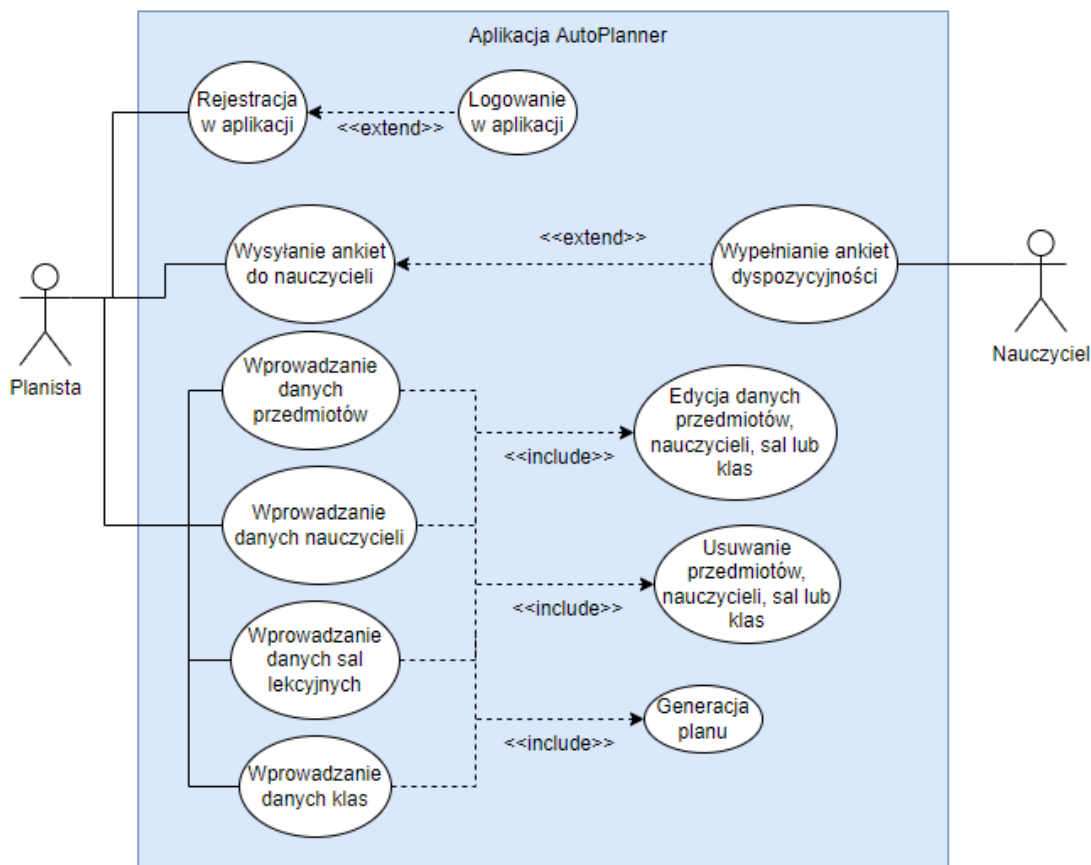 Aplikacja AutoPlanner
Rejestracja
w aplikacji
<<extend>>
Logowanie
w aplikacji
Wysyłanie ankiet
do nauczycieli
<<extend>>
Wypełnianie ankiet
dyspozycyjności
Planista
Nauczyciel
Wprowadzanie
danych
przedmiotów
<<include>>
Edycja danych
przedmiotów,
nauczycieli, sal lub
klas
Wprowadzanie
danych nauczycieli
<<include>>
Usuwanie
przedmiotów,
nauczycieli, sal lub
klas
Wprowadzanie
danych sal
lekcyjnych
<<include>>
Generacja
planu
Wprowadzanie
danych klas